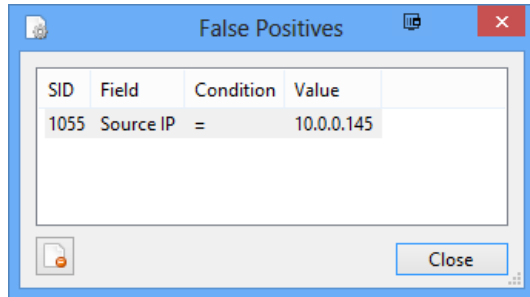 False Positives
SID Field Condition Value
1055 Source IP = 10.0.0.145
Close